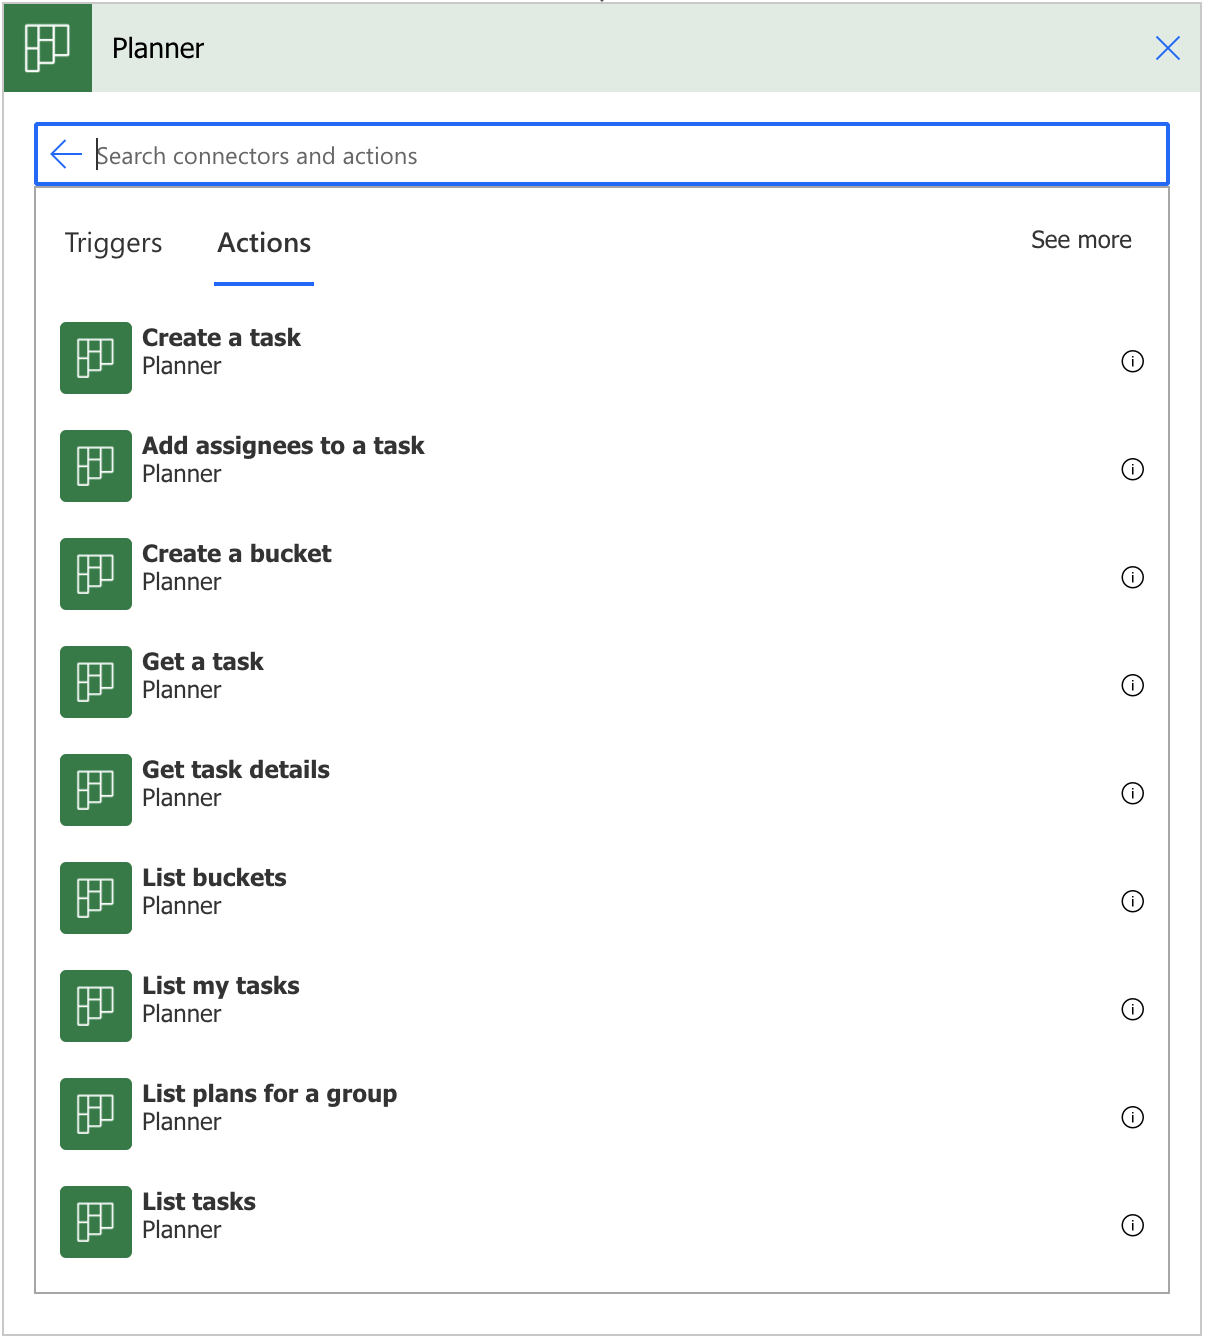 Planner
Search connectors and actions
Triggers Actions See more
Create a task
Planner
Add assignees to a task
Planner
Create a bucket
Planner
Get a task
Planner
Get task details
Planner
List buckets
Planner
List my tasks
Planner
List plans for a group
Planner
List tasks
Planner